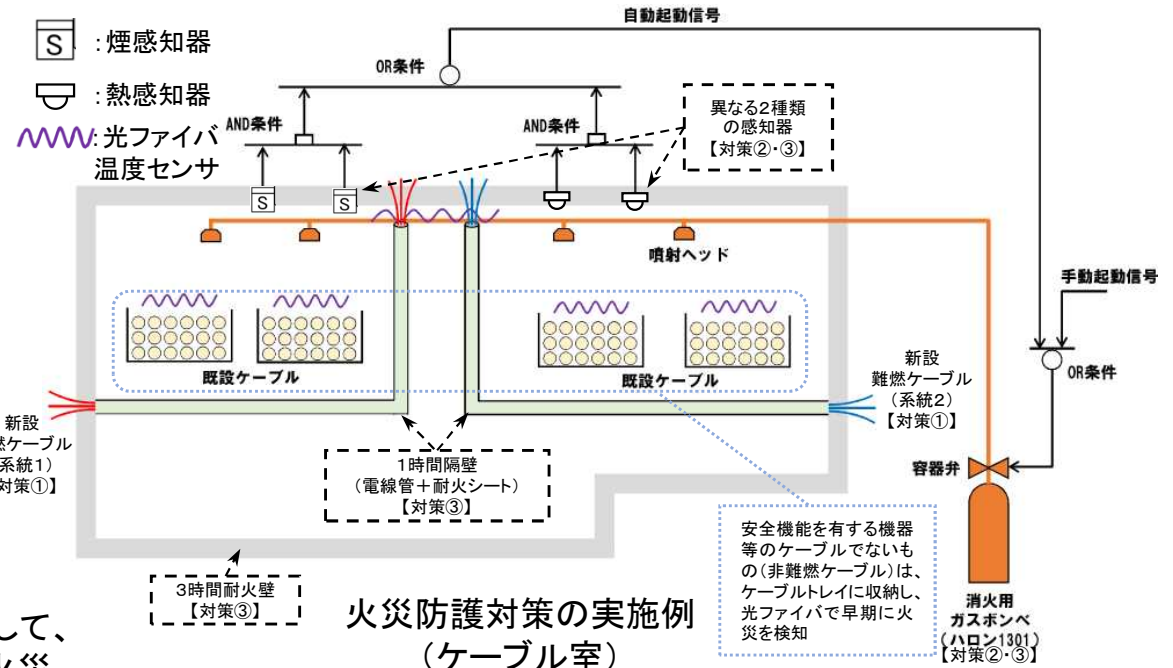 自動起動信号
S
:煙感知器
OR条件
:熱感知器
異なる2種類
の感知器
【対策②・③】
AND条件
AND条件
:光ファイバ
温度センサ
S
S
噴射ヘッド
手動起動信号
既設ケーブル
既設ケーブル
OR条件
新設
難燃ケーブル
(系統2)
【対策①】
新設
燃ケーブル
系統1)
対策①】
1時間隔壁
(電線管+耐火シート)
【対策③】
容器弁
安全機能を有する機器
等のケーブルでないも
の(非難燃ケーブル)は、
ケーブルトレイに収納し、
光ファイバで早期に火
災を検知
3時間耐火壁
【対策③】
火災防護対策の実施例
(ケーブル室)
消火用
ガスボンベ
(ハロン1301)
【対策②・③】
して、